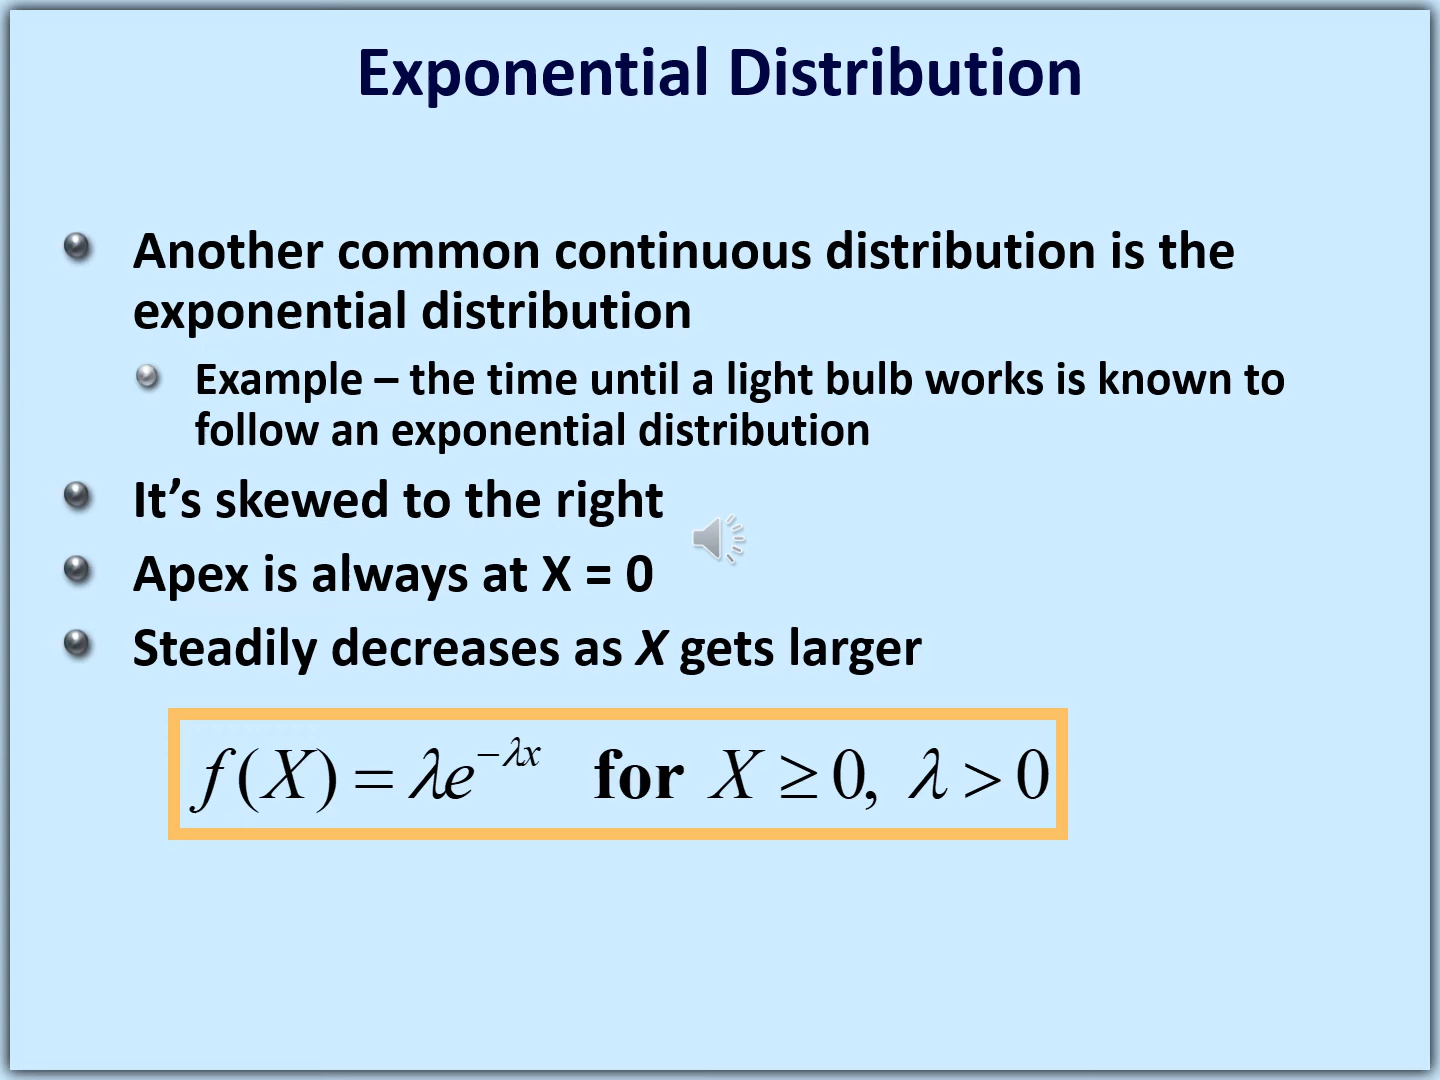 Exponential Distribution
Another common continuous distribution is the
exponential distribution
Example – the time until a light bulb works is known to
follow an exponential distribution
It’s skewed to the right
Apex is always at X = 0
Steadily decreases as X gets larger
f(X) = λe^{−λx} for X ≥ 0, λ > 0